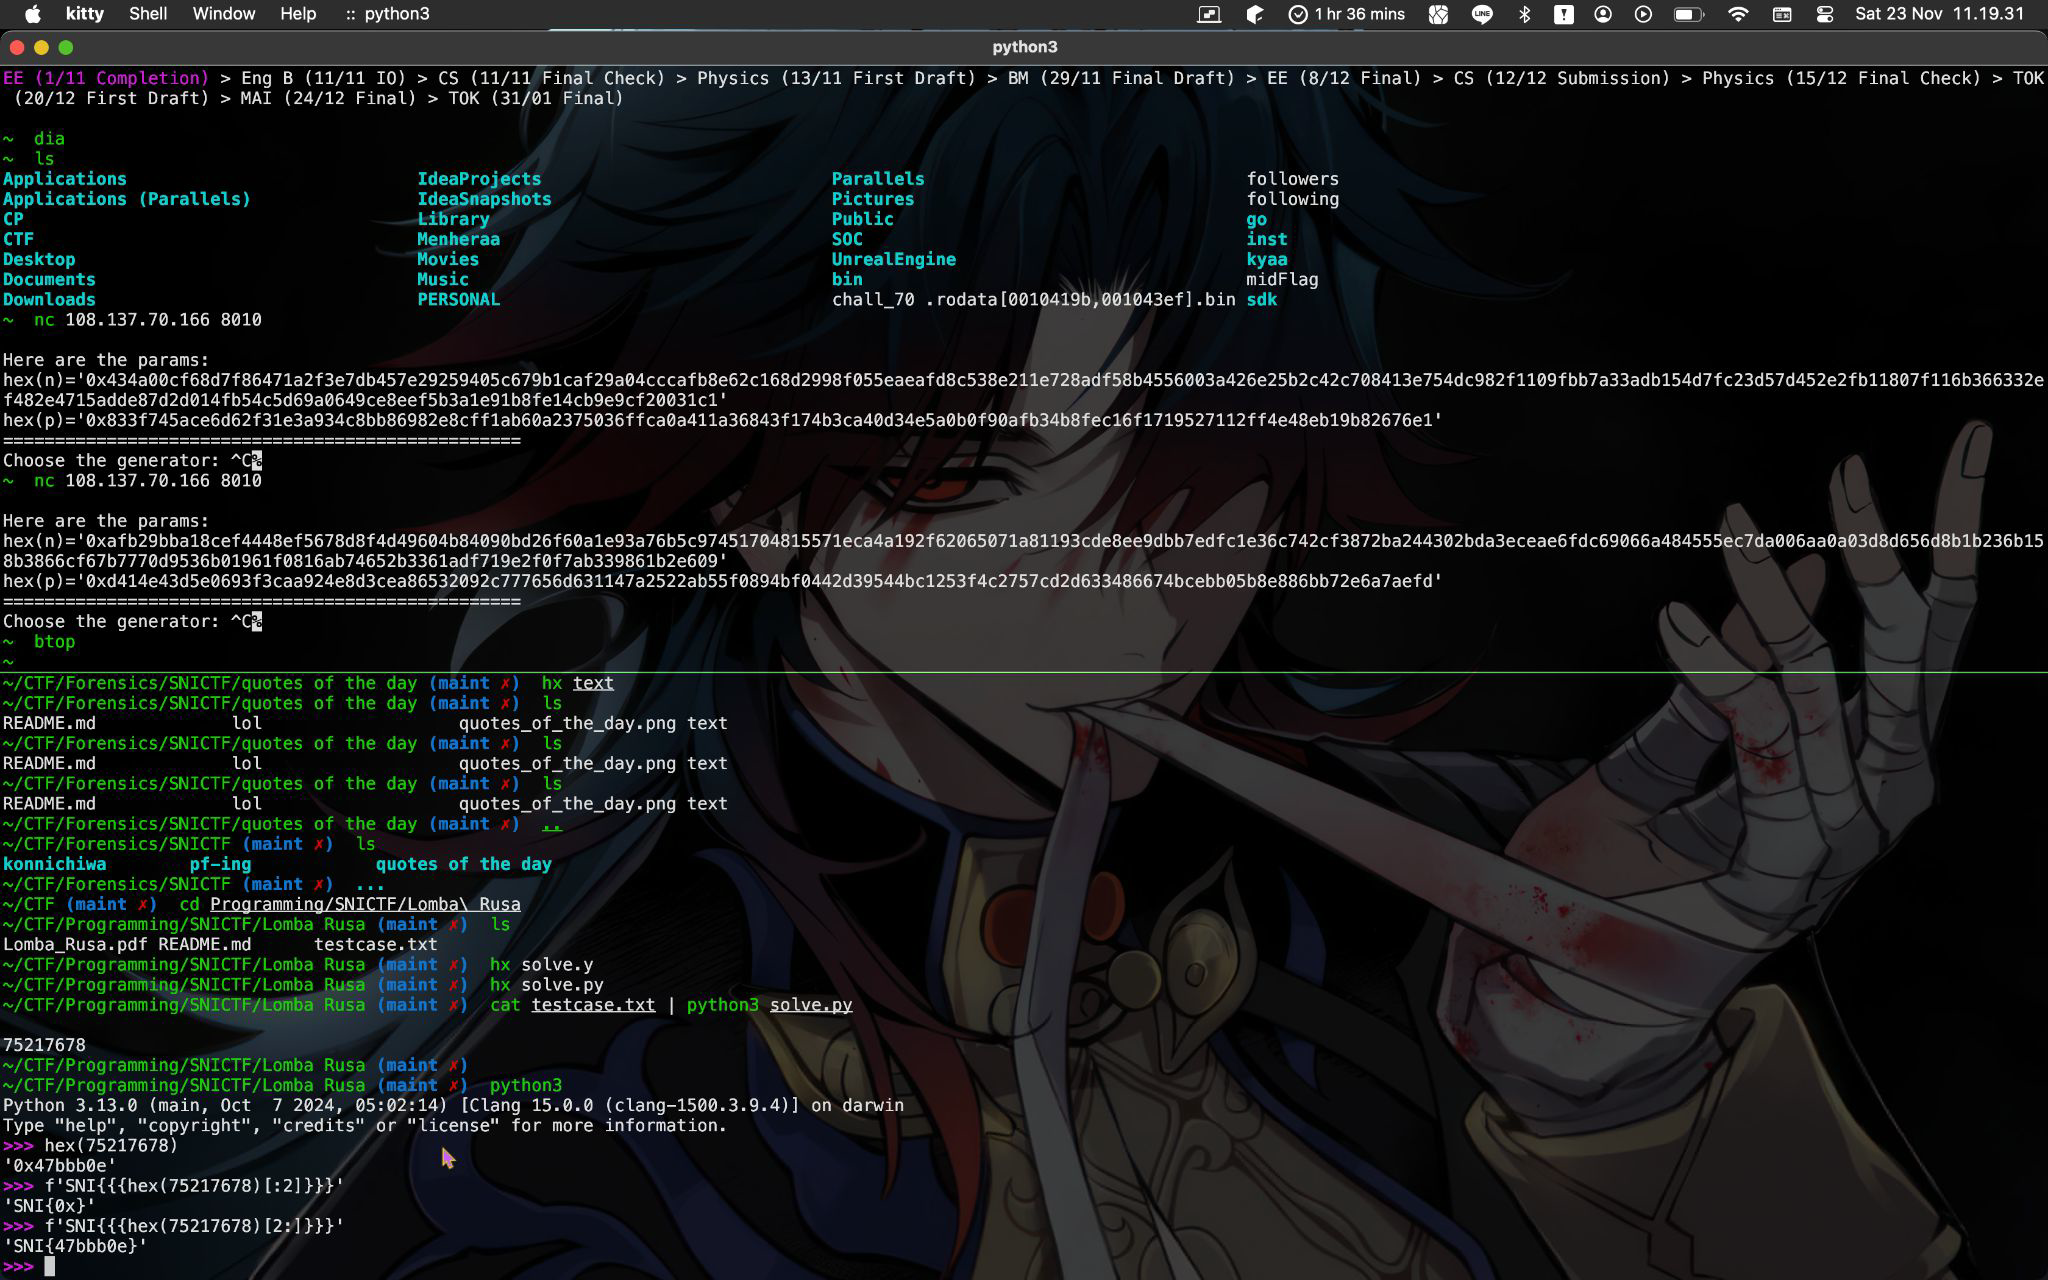 kitty Shell Window Help :: python3 1 hr 36 mins LINE Sat 23 Nov 11.19.31
python3
EE (1/11 Completion) > Eng B (11/11 IO) > CS (11/11 Final Check) > Physics (13/11 First Draft) > BM (29/11 Final Draft) > EE (8/12 Final) > CS (12/12 Submission) > Physics (15/12 Final Check) > TOK
(20/12 First Draft) > MAI (24/12 Final) > TOK (31/01 Final)
~ dia
~ ls
Applications IdeaProjects Parallels followers
Applications (Parallels) IdeaSnapshots Pictures following
CP Library Public go
CTF Menheraa SOC inst
Desktop Movies UnrealEngine kyaa
Documents Music bin midFlag
Downloads PERSONAL chall_70 .rodata[0010419b,001043ef].bin sdk
~ nc 108.137.70.166 8010
Here are the params:
hex(n)='0x434a00cf68d7f86471a2f3e7db457e29259405c679b1caf29a04cccafb8e62c168d2998f055eaeafd8c538e211e728adf58b4556003a426e25b2c42c708413e754dc982f1109fbb7a33adb154d7fc23d57d452e2fb11807f116b366332e
f482e4715adde87d2d014fb54c5d69a0649ce8eef5b3a1e91b8fe14cb9e9cf20031c1'
hex(p)='0x833f745ace6d62f31e3a934c8bb86982e8cff1ab60a2375036ffca0a411a36843f174b3ca40d34e5a0b0f90afb34b8fec16f1719527112ff4e48eb19b82676e1'
==================================================
Choose the generator: ^C%
~ nc 108.137.70.166 8010
Here are the params:
hex(n)='0xafb29bba18cef4448ef5678d8f4d49604b84090bd26f60a1e93a76b5c97451704815571eca4a192f62065071a81193cde8ee9dbb7edfc1e36c742cf3872ba244302bda3eceae6fdc69066a484555ec7da006aa0a03d8d656d8b1b236b15
8b3866cf67b7770d9536b01961f0816ab74652b3361adf719e2f0f7ab339861b2e609'
hex(p)='0xd414e43d5e0693f3caa924e8d3cea86532092c777656d631147a2522ab55f0894bf0442d39544bc1253f4c2757cd2d633486674bcebb05b8e886bb72e6a7aefd'
==================================================
Choose the generator: ^C%
~ btop
~
~/CTF/Forensics/SNICTF/quotes of the day (maint ✗) hx text
~/CTF/Forensics/SNICTF/quotes of the day (maint ✗) ls
README.md lol quotes_of_the_day.png text
~/CTF/Forensics/SNICTF/quotes of the day (maint ✗) ls
README.md lol quotes_of_the_day.png text
~/CTF/Forensics/SNICTF/quotes of the day (maint ✗) ls
README.md lol quotes_of_the_day.png text
~/CTF/Forensics/SNICTF/quotes of the day (maint ✗) ..
~/CTF/Forensics/SNICTF (maint ✗) ls
konnichiwa pf-ing quotes of the day
~/CTF/Forensics/SNICTF (maint ✗) ...
~/CTF (maint ✗) cd Programming/SNICTF/Lomba\ Rusa
~/CTF/Programming/SNICTF/Lomba Rusa (maint ✗) ls
Lomba_Rusa.pdf README.md testcase.txt
~/CTF/Programming/SNICTF/Lomba Rusa (maint ✗) hx solve.y
~/CTF/Programming/SNICTF/Lomba Rusa (maint ✗) hx solve.py
~/CTF/Programming/SNICTF/Lomba Rusa (maint ✗) cat testcase.txt | python3 solve.py
75217678
~/CTF/Programming/SNICTF/Lomba Rusa (maint ✗)
~/CTF/Programming/SNICTF/Lomba Rusa (maint ✗) python3
Python 3.13.0 (main, Oct  7 2024, 05:02:14) [Clang 15.0.0 (clang-1500.3.9.4)] on darwin
Type "help", "copyright", "credits" or "license" for more information.
>>> hex(75217678)
'0x47bbb0e'
>>> f'SNI{{{hex(75217678)[:2]}}}'
'SNI{0x}'
>>> f'SNI{{{hex(75217678)[2:]}}}'
'SNI{47bbb0e}'
>>>